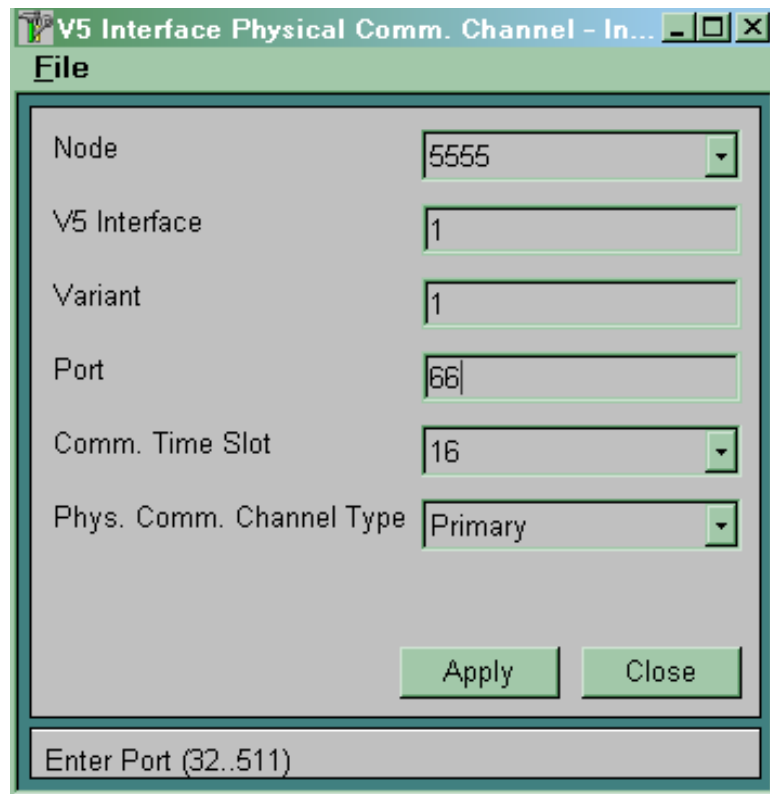 V5 Interface Physical Comm. Channel - In...
File
Node 5555
V5 Interface 1
Variant 1
Port 66
Comm. Time Slot 16
Phys. Comm. Channel Type Primary
Apply Close
Enter Port (32..511)